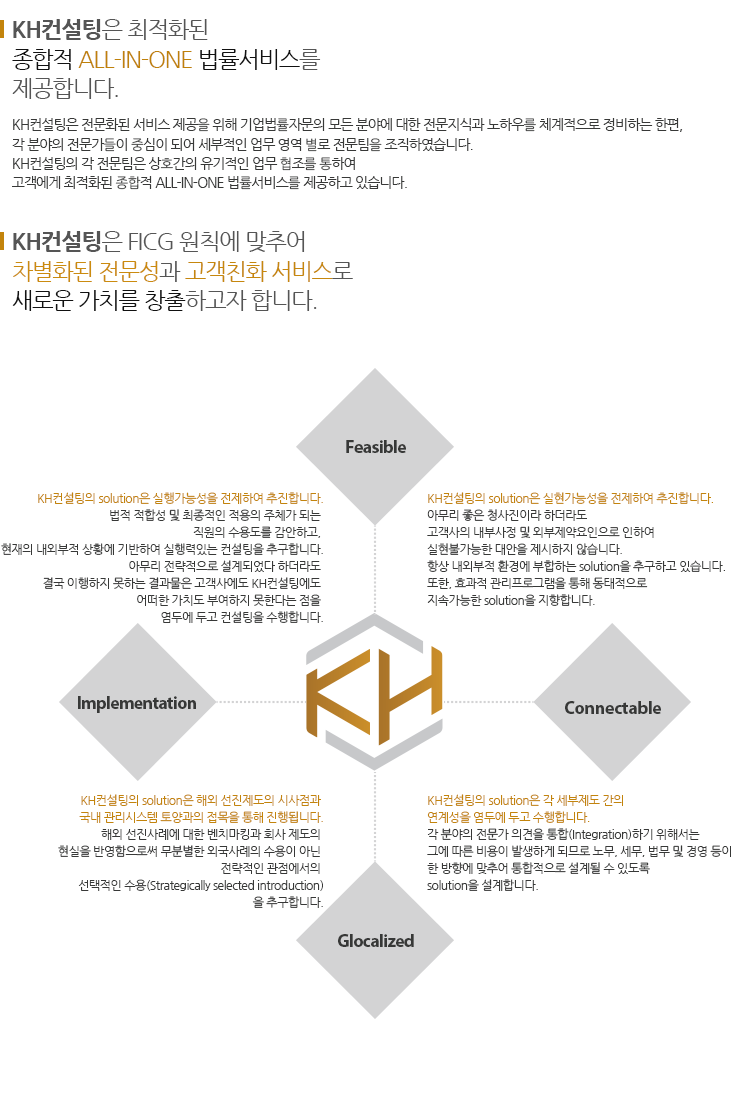 KH컨설팅은 최적화된
종합적 ALL-IN-ONE 법률서비스를
제공합니다.
KH컨설팅은 전문화된 서비스 제공을 위해 기업법률자문의 모든 분야에 대한 전문지식과 노하우를 체계적으로 정비하는 한편,
각 분야의 전문가들이 중심이 되어 세부적인 업무 영역 별로 전문팀을 조직하였습니다.
KH컨설팅의 각 전문팀은 상호간의 유기적인 업무 협조를 통하여
고객에게 최적화된 종합적 ALL-IN-ONE 법률서비스를 제공하고 있습니다.
KH컨설팅은 FICG 원칙에 맞추어
차별화된 전문성과 고객친화 서비스로
새로운 가치를 창출하고자 합니다.
Feasible
KH컨설팅의 solution은 실행가능성을 전제하여 추진합니다.
법적 적합성 및 최종적인 적용의 주체가 되는
직원의 수용도를 감안하고,
현재의 내외부적 상황에 기반하여 실행력있는 컨설팅을 추구합니다.
아무리 전략적으로 설계되었다 하더라도
결국 이행하지 못하는 결과물은 고객사에도 KH컨설팅에도
어떠한 가치도 부여하지 못한다는 점을
염두에 두고 컨설팅을 수행합니다.
KH컨설팅의 solution은 실현가능성을 전제하여 추진합니다.
아무리 좋은 청사진이라 하더라도
고객사의 내부사정 및 외부제약요인으로 인하여
실현불가능한 대안을 제시하지 않습니다.
항상 내외부적 환경에 부합하는 solution을 추구하고 있습니다.
또한, 효과적 관리프로그램을 통해 동태적으로
지속가능한 solution을 지향합니다.
Implementation
KH
Connectable
KH컨설팅의 solution은 해외 선진제도의 시사점과
국내 관리시스템 토양과의 접목을 통해 진행됩니다.
해외 선진사례에 대한 벤치마킹과 회사 제도의
현실을 반영함으로써 무분별한 외국사례의 수용이 아닌
전략적인 관점에서의
선택적인 수용(Strategically selected introduction)
을 추구합니다.
KH컨설팅의 solution은 각 세부제도 간의
연계성을 염두에 두고 수행합니다.
각 분야의 전문가 의견을 통합(Integration)하기 위해서는
그에 따른 비용이 발생하게 되므로 노무, 세무, 법무 및 경영 등이
한 방향에 맞추어 통합적으로 설계될 수 있도록
solution을 설계합니다.
Glocalized